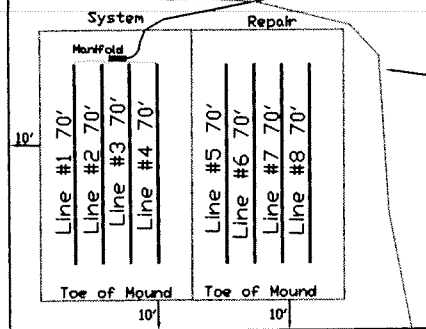 System
Repair
Manifold
10'
Line #1 70'
Line #2 70'
Line #3 70'
Line #4 70'
Line #5 70'
Line #6 70'
Line #7 70'
Line #8 70'
Toe of Mound
Toe of Mound
10'
10'